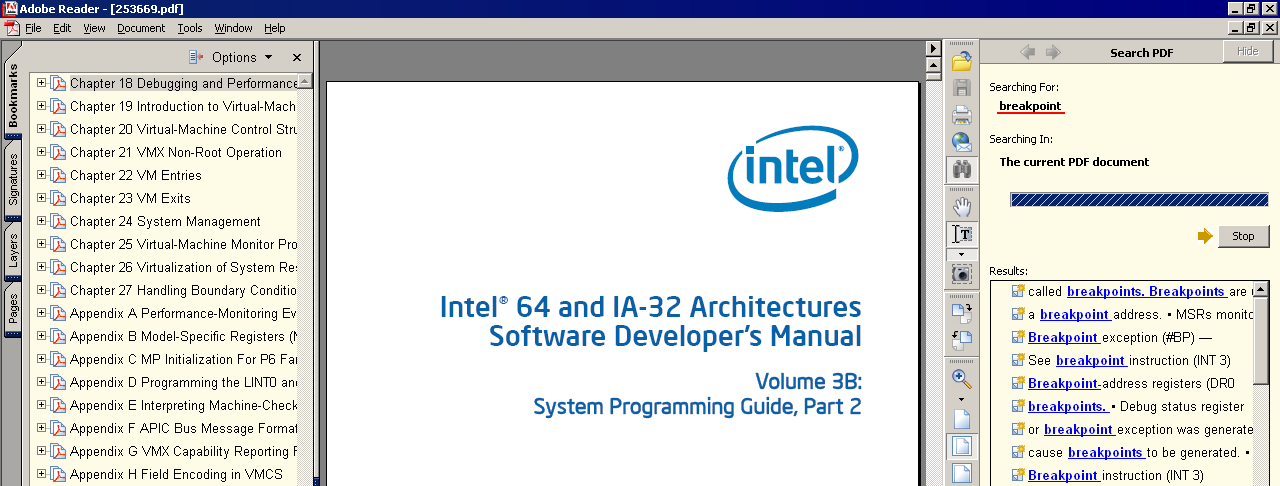 Adobe Reader - [253669.pdf]
File Edit View Document Tools Window Help
Bookmarks
Signatures
Layers
Pages
Options
Chapter 18 Debugging and Performance
Chapter 19 Introduction to Virtual-Mach
Chapter 20 Virtual-Machine Control Stru
Chapter 21 VMX Non-Root Operation
Chapter 22 VM Entries
Chapter 23 VM Exits
Chapter 24 System Management
Chapter 25 Virtual-Machine Monitor Pro
Chapter 26 Virtualization of System Res
Chapter 27 Handling Boundary Conditio
Appendix A Performance-Monitoring Ev
Appendix B Model-Specific Registers (M
Appendix C MP Initialization For P6 Fam
Appendix D Programming the LINT0 and
Appendix E Interpreting Machine-Check
Appendix F APIC Bus Message Format
Appendix G VMX Capability Reporting F
Appendix H Field Encoding in VMCS
intel®
Intel® 64 and IA-32 Architectures
Software Developer's Manual
Volume 3B:
System Programming Guide, Part 2
Search PDF
Hide
Searching For:
breakpoint
Searching In:
The current PDF document
Stop
Results:
called breakpoints. Breakpoints are u
a breakpoint address. • MSRs monito
Breakpoint exception (#BP) —
See breakpoint instruction (INT 3)
Breakpoint-address registers (DR0
breakpoints. • Debug status register
or breakpoint exception was generate
cause breakpoints to be generated. •
Breakpoint instruction (INT 3)